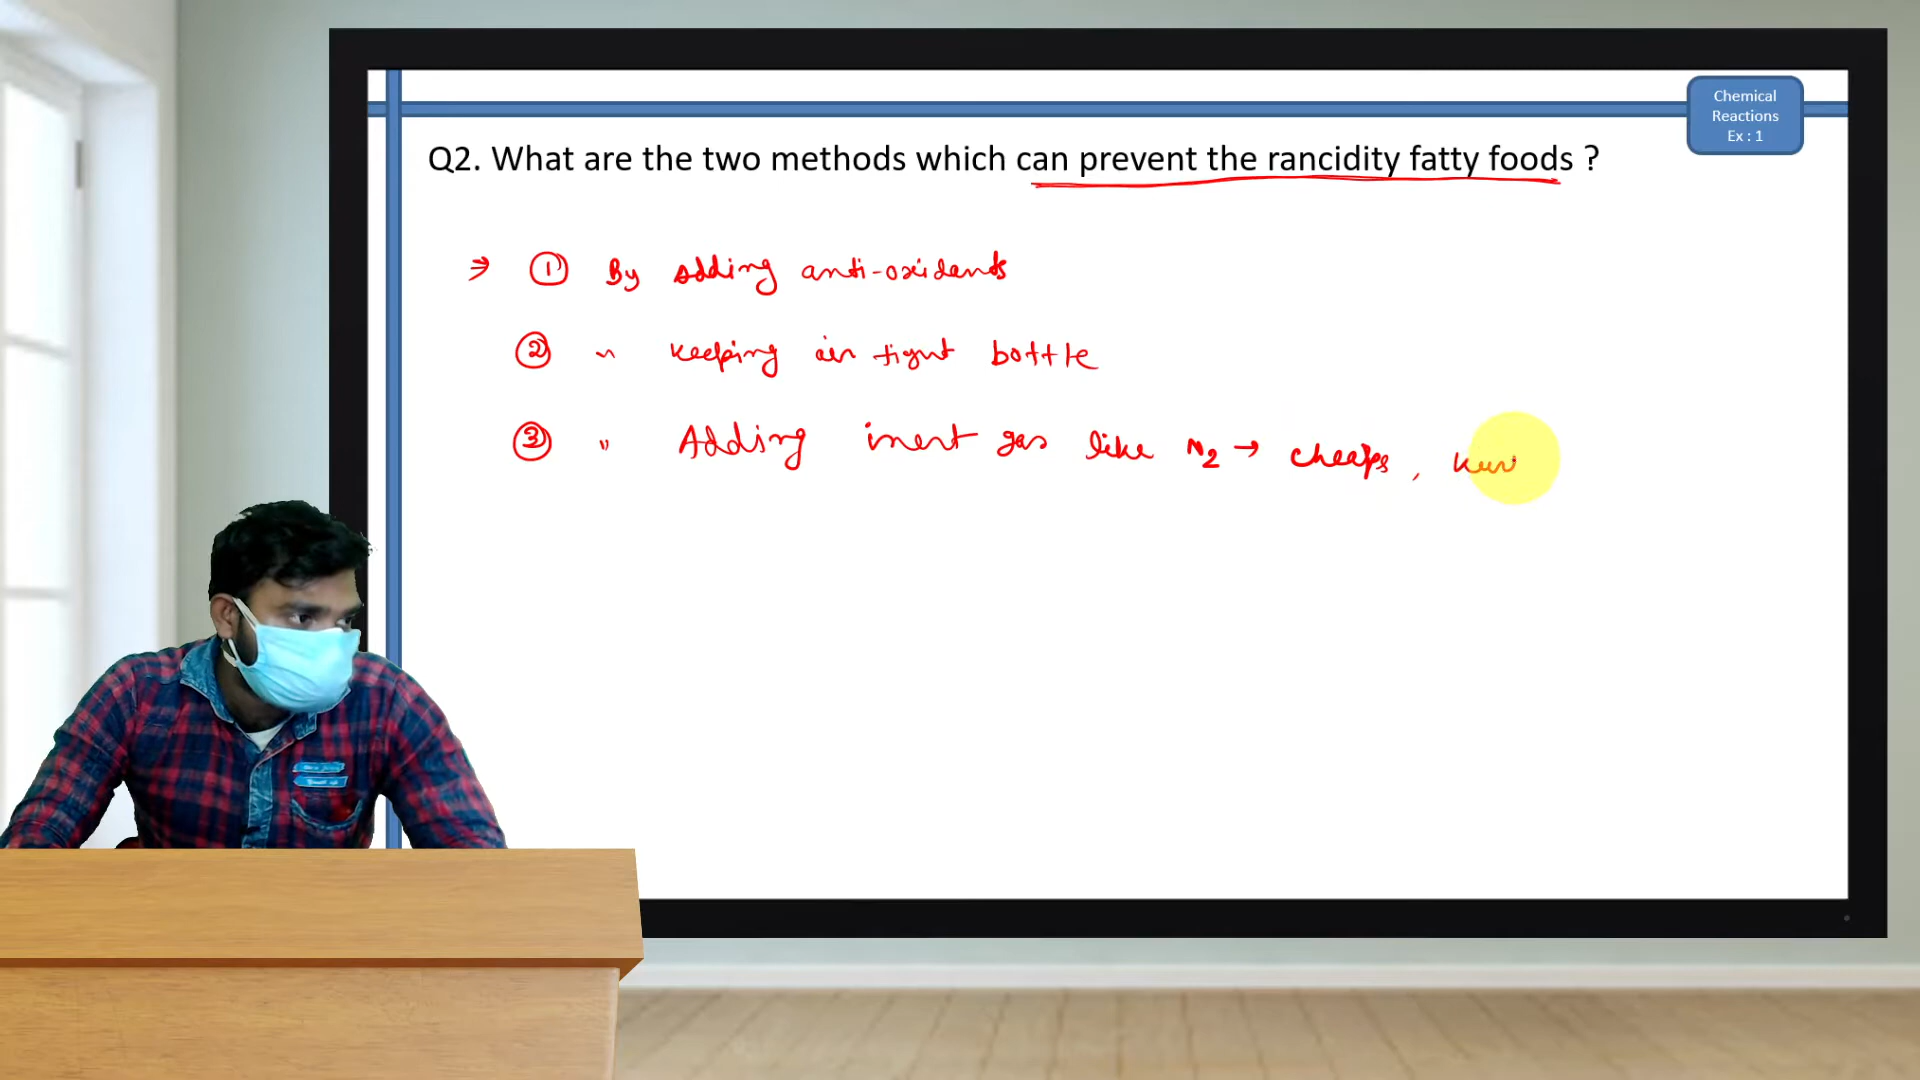 Chemical
Reactions
Ex : 1
Q2. What are the two methods which can prevent the rancidity fatty foods ?
⇒ ① By adding anti-oxidants
② " keeping air tight bottle
③ " Adding inert gas like N2 → cheaps ,